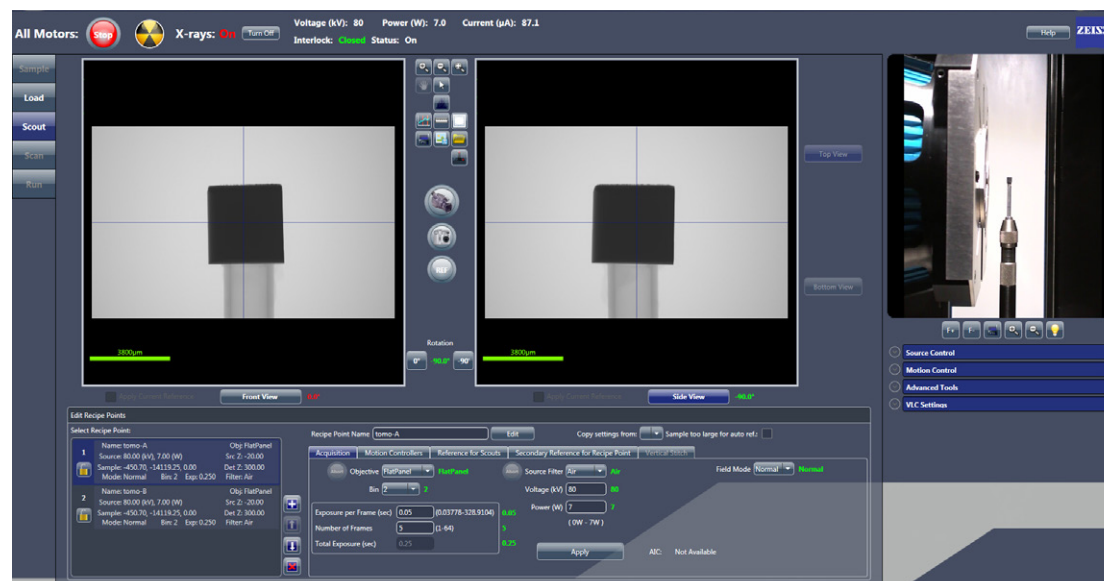 All Motors: Stop X-rays: On Turn Off
Voltage (kV): 80 Power (W): 7.0 Current (µA): 87.1
Interlock: Closed Status: On
Help ZEISS
Sample
Load
Scout
Scan
Run
Top View
Bottom View
REF
Rotation
0° -90.0° -90°
3800µm
3800µm
Apply Current Reference Front View 0.0°
Apply Current Reference Side View -90.0°
F+ F-
Source Control
Motion Control
Advanced Tools
VLC Settings
Edit Recipe Points
Select Recipe Point:
1 Name: tomo-A Obj: FlatPanel
Source: 80.00 (kV), 7.00 (W) Src Z: -20.00
Sample: -450.70, -14119.25, 0.00 Det Z: 300.00
Mode: Normal Bin: 2 Exp: 0.250 Filter: Air
2 Name: tomo-B Obj: FlatPanel
Source: 80.00 (kV), 7.00 (W) Src Z: -20.00
Sample: -450.70, -14119.25, 0.00 Det Z: 300.00
Mode: Normal Bin: 2 Exp: 0.250 Filter: Air
Recipe Point Name tomo-A Edit Copy settings from: Sample too large for auto ref.:
Acquisition Motion Controllers Reference for Scouts Secondary Reference for Recipe Point Vertical Stitch
Objective FlatPanel FlatPanel Source Filter Air Air Field Mode Normal Normal
Bin 2 2 Voltage (kV) 80 80
Exposure per Frame (sec) 0.05 (0.03778-328.9104) 0.05 Power (W) 7 7
Number of Frames 5 (1-64) 5 ( 0W - 7W )
Total Exposure (sec) 0.25 0.25
Apply AIC: Not Available